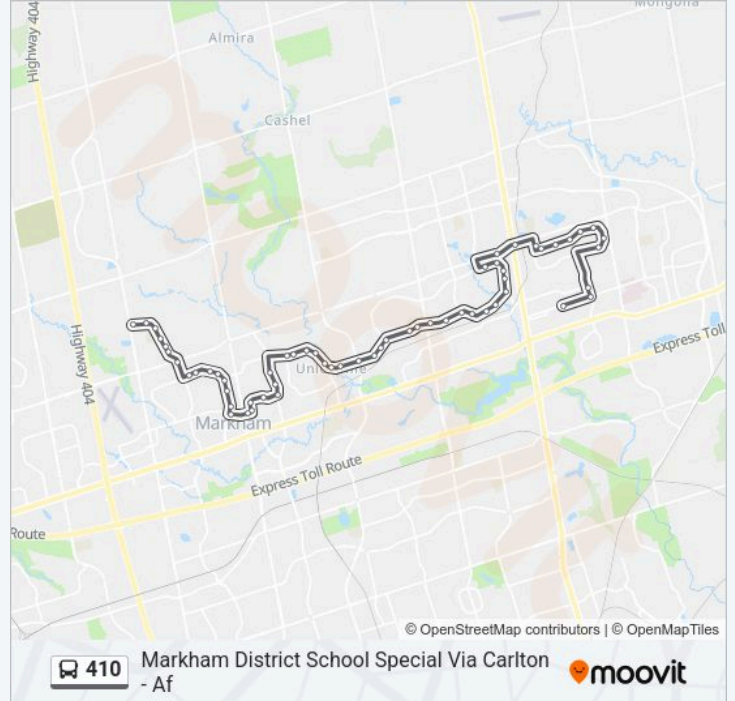 Mongolia
Highway 404
Almira
Cashel
Highway 404
Unionville
Markham
Express Toll
Express Toll Route
Route
© OpenStreetMap contributors | © OpenMapTiles
410
Markham District School Special Via Carlton
- Af
moovit